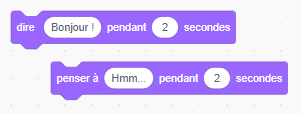 dire Bonjour ! pendant 2 secondes
penser à Hmm... pendant 2 secondes